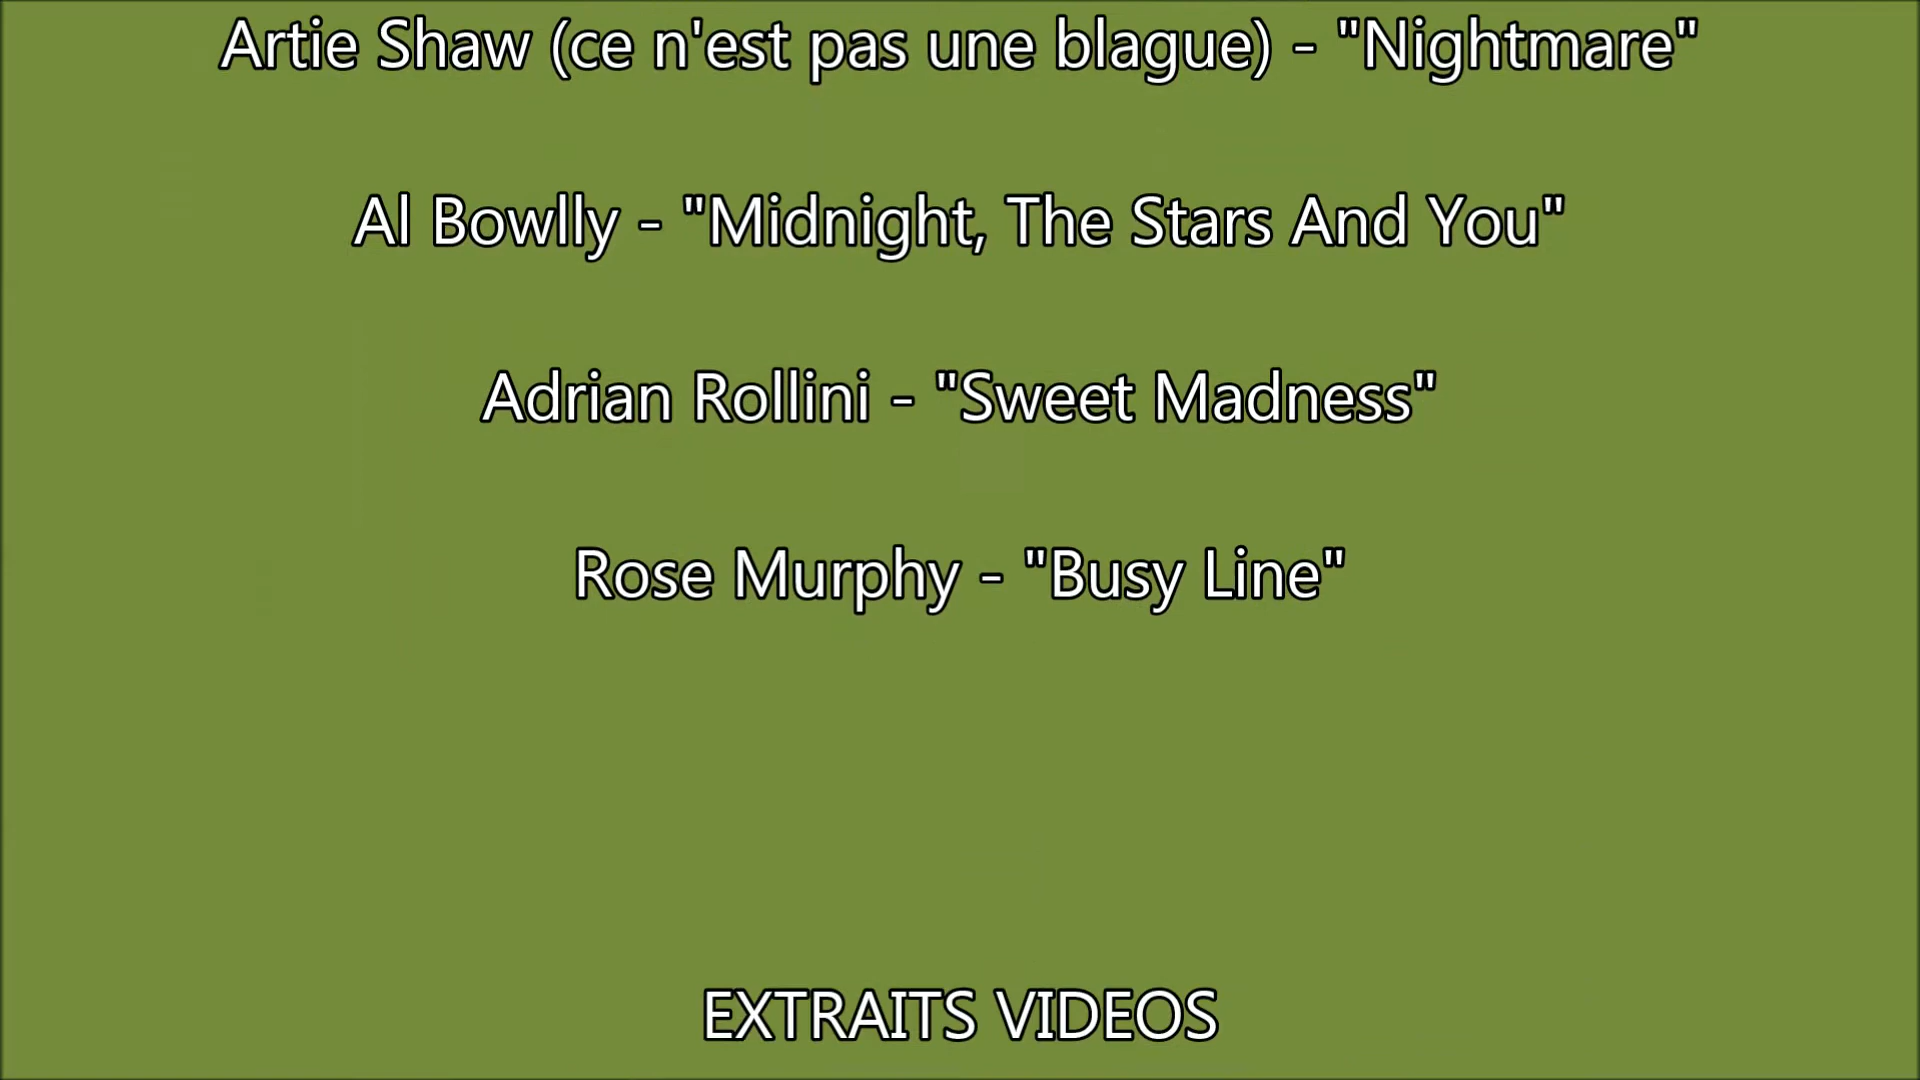 Artie Shaw (ce n'est pas une blague) - "Nightmare"
Al Bowlly - "Midnight, The Stars And You"
Adrian Rollini - "Sweet Madness"
Rose Murphy - "Busy Line"
EXTRAITS VIDEOS